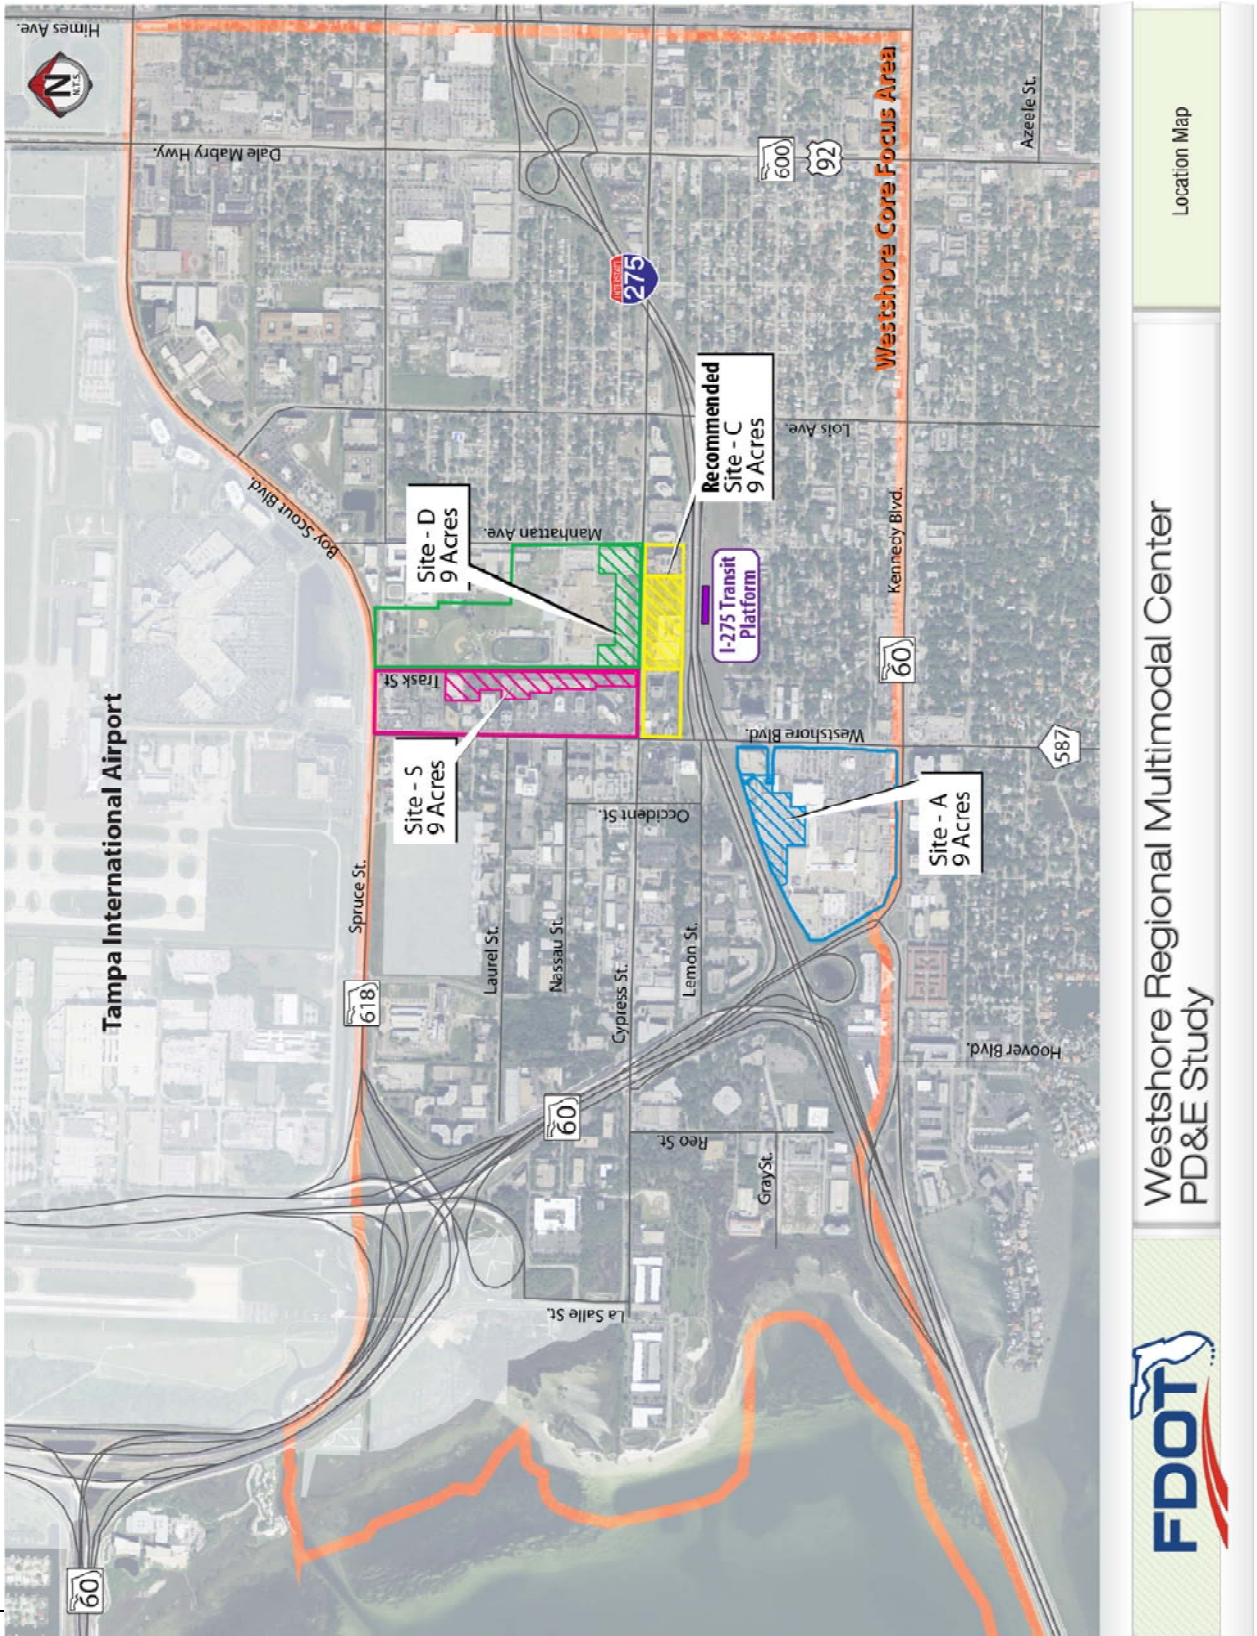 Tampa International Airport
Himes Ave.
N
N.T.S.
Dale Mabry Hwy.
Boy Scout Blvd.
Spruce St.
618
60
60
Site - S
9 Acres
Trask St
Site - D
9 Acres
Manhattan Ave.
Lois Ave.
INTERSTATE
275
600
92
Recommended
Site - C
9 Acres
I-275 Transit
Platform
Laurel St.
Nassau St.
Cypress St.
Lemon St.
Occident St.
Westshore Blvd.
Reo St.
Gray St.
La Salle St.
Site - A
9 Acres
Kennedy Blvd.
60
587
Hoover Blvd.
Azeele St.
Westshore Core Focus Area
FDOT
Westshore Regional Multimodal Center
PD&E Study
Location Map